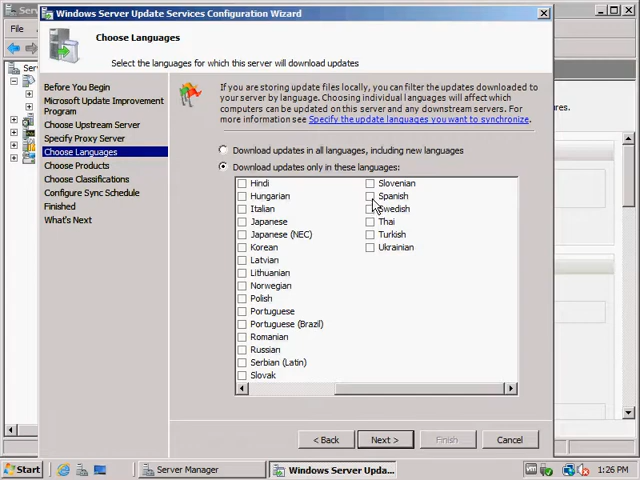 Windows Server Update Services Configuration Wizard
File
Choose Languages
Select the languages for which this server will download updates
Before You Begin
Microsoft Update Improvement
Program
Choose Upstream Server
Specify Proxy Server
Choose Languages
Choose Products
Choose Classifications
Configure Sync Schedule
Finished
What's Next
If you are storing update files locally, you can filter the updates downloaded to
your server by language. Choosing individual languages will affect which
computers can be updated on this server and any downstream servers. For
more information see Specify the update languages you want to synchronize.
Download updates in all languages, including new languages
Download updates only in these languages:
Hindi
Hungarian
Italian
Japanese
Japanese (NEC)
Korean
Latvian
Lithuanian
Norwegian
Polish
Portuguese
Portuguese (Brazil)
Romanian
Russian
Serbian (Latin)
Slovak
Slovenian
Spanish
Swedish
Thai
Turkish
Ukrainian
< Back
Next >
Finish
Cancel
Start
Server Manager
Windows Server Upda...
1:26 PM